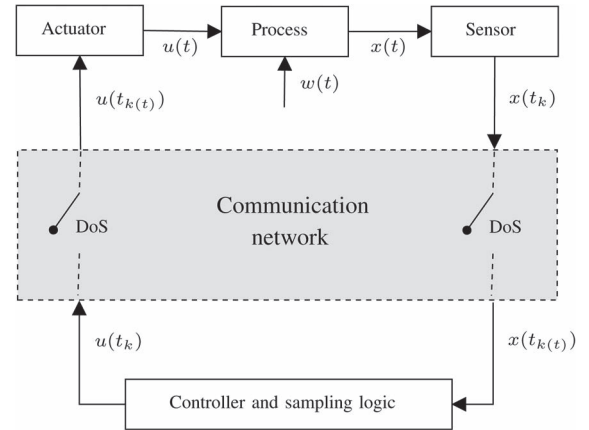 Actuator
Process
Sensor
u(t)
x(t)
w(t)
u(t_{k(t)})
x(t_k)
Communication
network
DoS
DoS
u(t_k)
x(t_{k(t)})
Controller and sampling logic